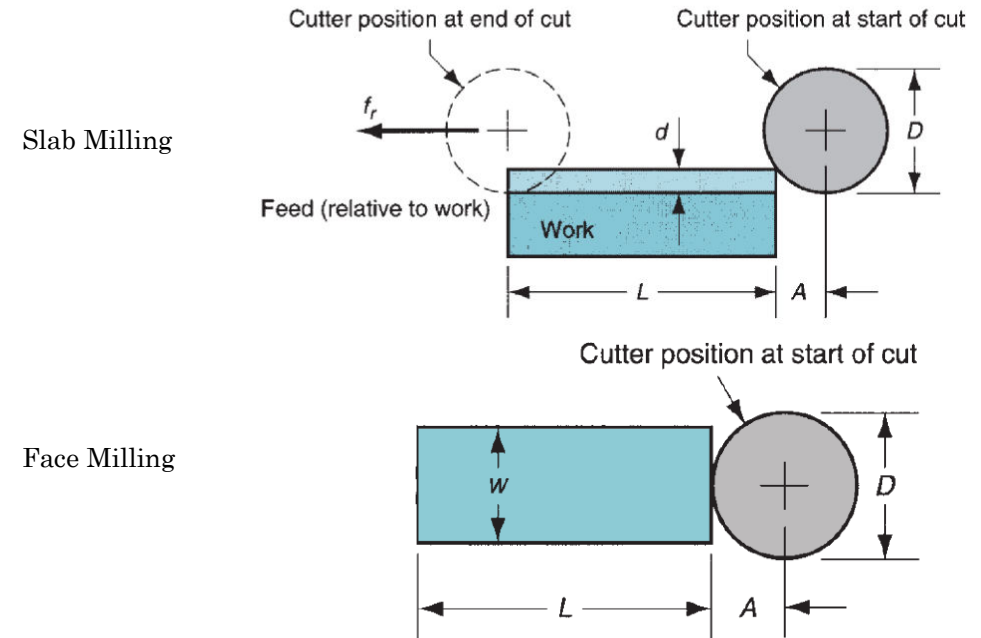 Cutter position at end of cut
Cutter position at start of cut
fr
d
D
Slab Milling
Feed (relative to work)
Work
L
A
Cutter position at start of cut
Face Milling
w
D
L
A